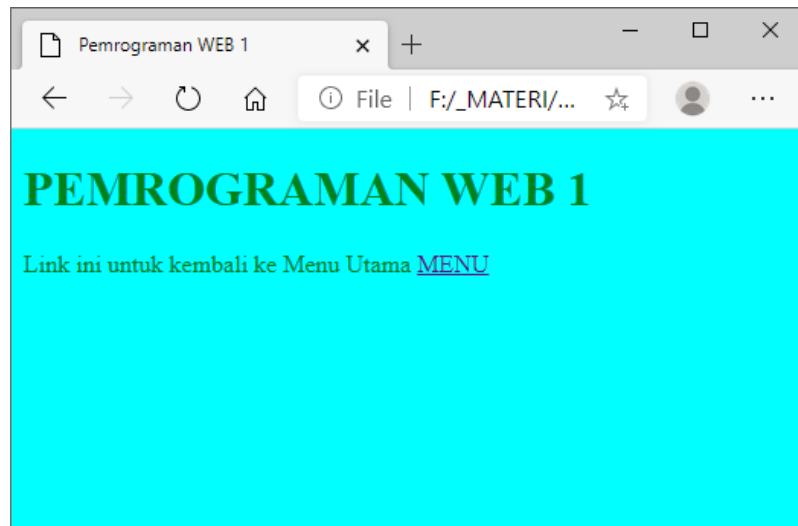 Pemrograman WEB 1
File F:/_MATERI/...
PEMROGRAMAN WEB 1
Link ini untuk kembali ke Menu Utama MENU